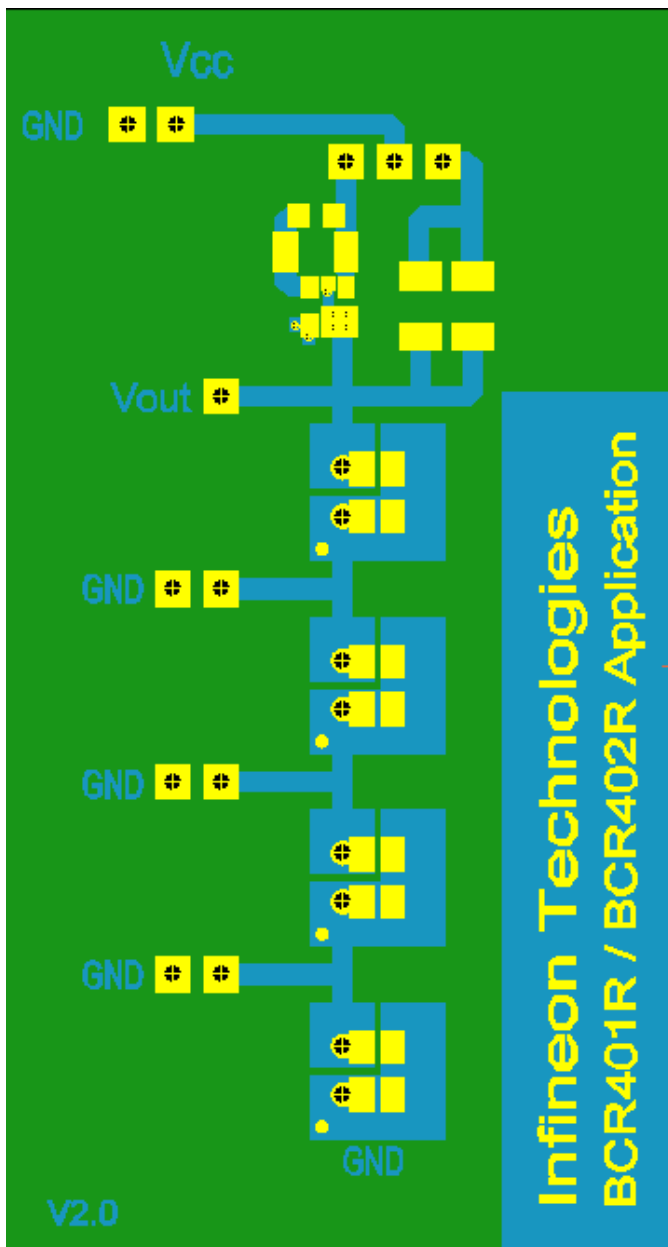 Vcc
GND
Vout
GND
GND
GND
GND
V2.0
Infineon Technologies
BCR401R / BCR402R Application